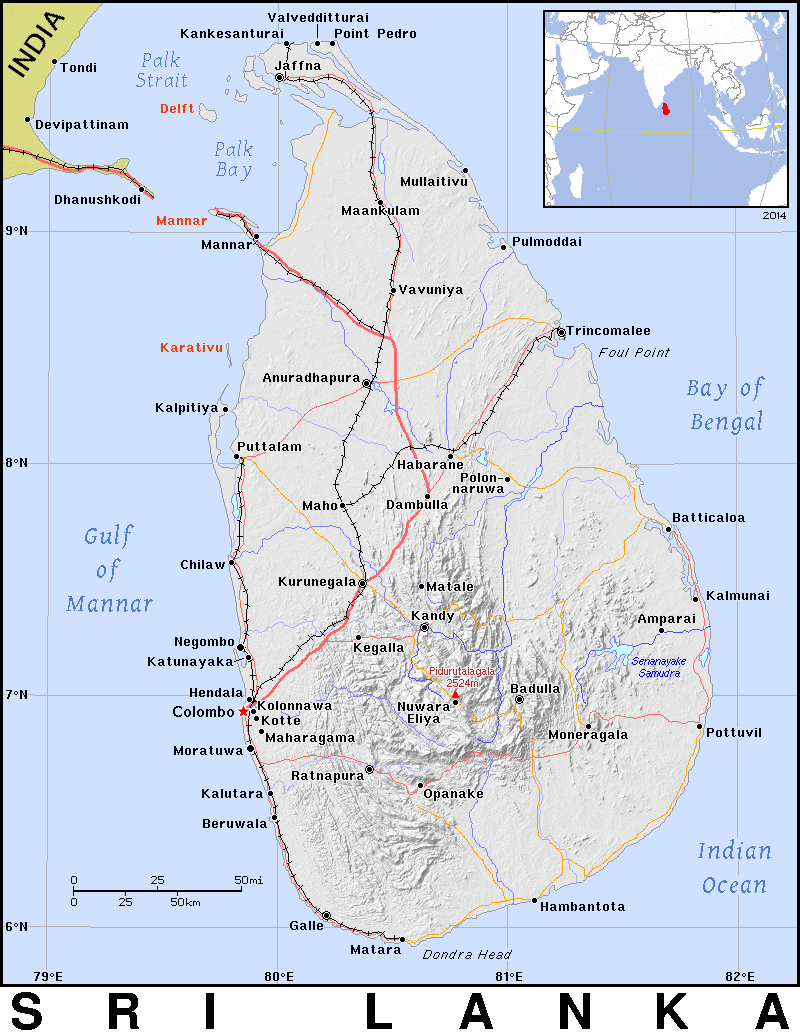 INDIA
Valveddtturai
Kankesanturai
Point Pedro
Tondi
Palk
Strait
Jaffna
Delft
Devipattinam
Palk
Bay
Dhanushkodi
Mullaitivu
Mannar
Maankulam
2014
9°N
Mannar
Pulmoddai
Vavuniya
Trincomalee
Karativu
Foul Point
Anuradhapura
Bay of
Bengal
Kalpitiya
Puttalam
8°N
Habarane
Polon-
naruwa
Maho
Dambulla
Batticaloa
Gulf
of
Mannar
Chilaw
Kurunegala
Matale
Kalmunai
Kandy
Amparai
Negombo
Kegalla
Katunayaka
Senanayake
Samudra
Pidurutalagala
2524m
7°N
Hendala
Badulla
Kolonnawa
Colombo
Nuwara
Eliya
Kotte
Maharagama
Moneragala
Pottuvil
Moratuwa
Ratnapura
Kalutara
Opanake
Beruwala
Indian
Ocean
0 25 50mi
0 25 50km
Hambantota
Galle
6°N
Matara
Dondra Head
79°E 80°E 81°E 82°E
SRI LANKA